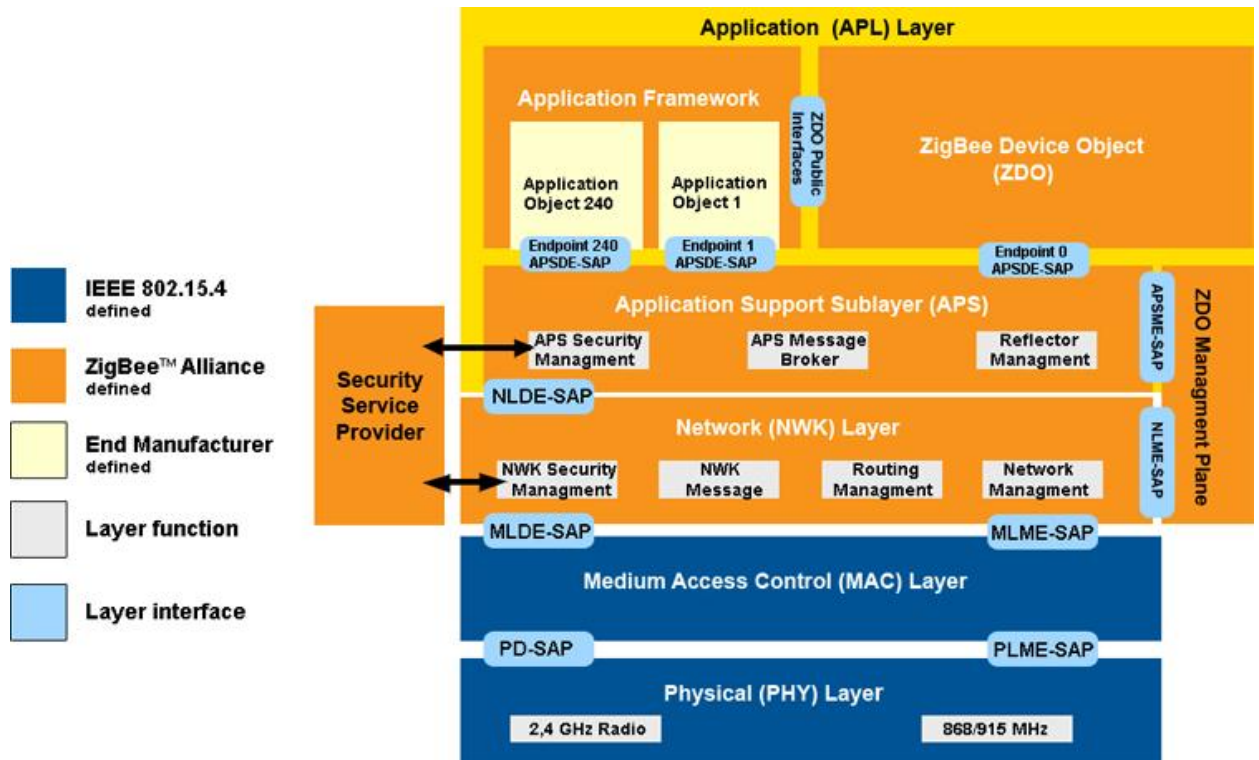 Application (APL) Layer
Application Framework
Application
Object 240
Application
Object 1
ZDO Public
Interfaces
ZigBee Device Object
(ZDO)
Endpoint 240
APSDE-SAP
Endpoint 1
APSDE-SAP
Endpoint 0
APSDE-SAP
IEEE 802.15.4
defined
ZigBee™ Alliance
defined
End Manufacturer
defined
Layer function
Layer interface
Security
Service
Provider
Application Support Sublayer (APS)
APS Security
Managment
APS Message
Broker
Reflector
Managment
APSME-SAP
ZDO Managment Plane
NLDE-SAP
Network (NWK) Layer
NWK Security
Managment
NWK
Message
Routing
Managment
Network
Managment
NLME-SAP
MLDE-SAP
MLME-SAP
Medium Access Control (MAC) Layer
PD-SAP
PLME-SAP
Physical (PHY) Layer
2,4 GHz Radio
868/915 MHz